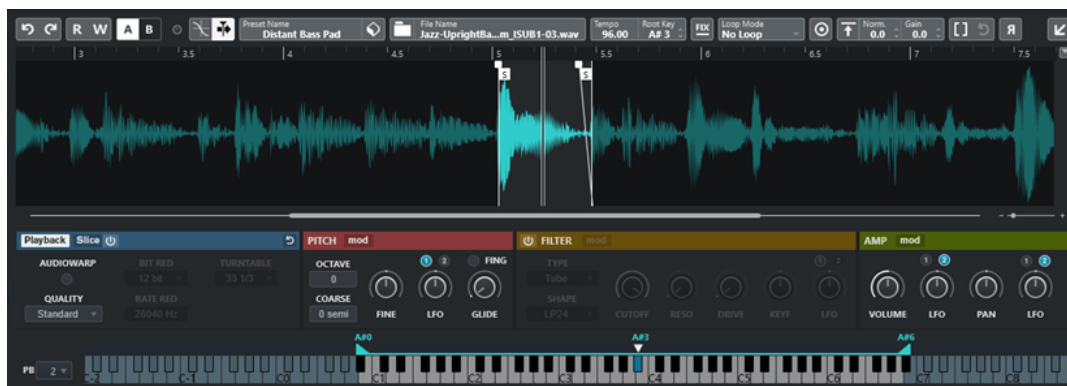 R W A B Preset Name Distant Bass Pad File Name Jazz-UprightBa...m_ISUB1-03.wav Tempo 96.00 Root Key A# 3 FIX Loop Mode No Loop Norm. 0.0 Gain 0.0 [ ] Я
3 3.5 4 4.5 5 5.5 6 6.5 7 7.5
S S
Playback Slice PITCH mod FILTER mod AMP mod
AUDIOWARP BIT RED TURNTABLE OCTAVE 1 2 FING TYPE 1 2 1 2 1 2
12 bit 33 1/3 0 Tube
QUALITY RATE RED COARSE SHAPE
Standard 26040 Hz 0 semi FINE LFO GLIDE LP24 CUTOFF RESO DRIVE KEYF LFO VOLUME LFO PAN LFO
A#0 A#3 A#6
PB 2
C-2 C-1 C0 C1 C2 C3 C4 C5 C6 C7 C8